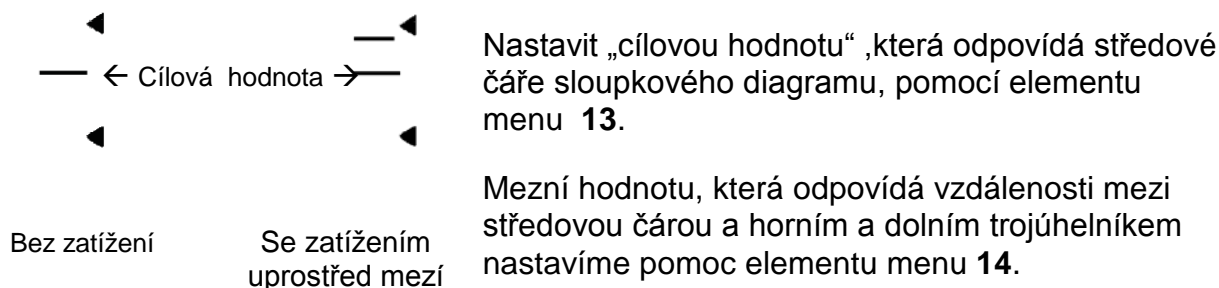 ← Cílová hodnota →
Bez zatížení
Se zatížením
uprostřed mezí
Nastavit „cílovou hodnotu“ ,která odpovídá středové
čáře sloupkového diagramu, pomocí elementu
menu 13.
Mezní hodnotu, která odpovídá vzdálenosti mezi
středovou čárou a horním a dolním trojúhelníkem
nastavíme pomoc elementu menu 14.